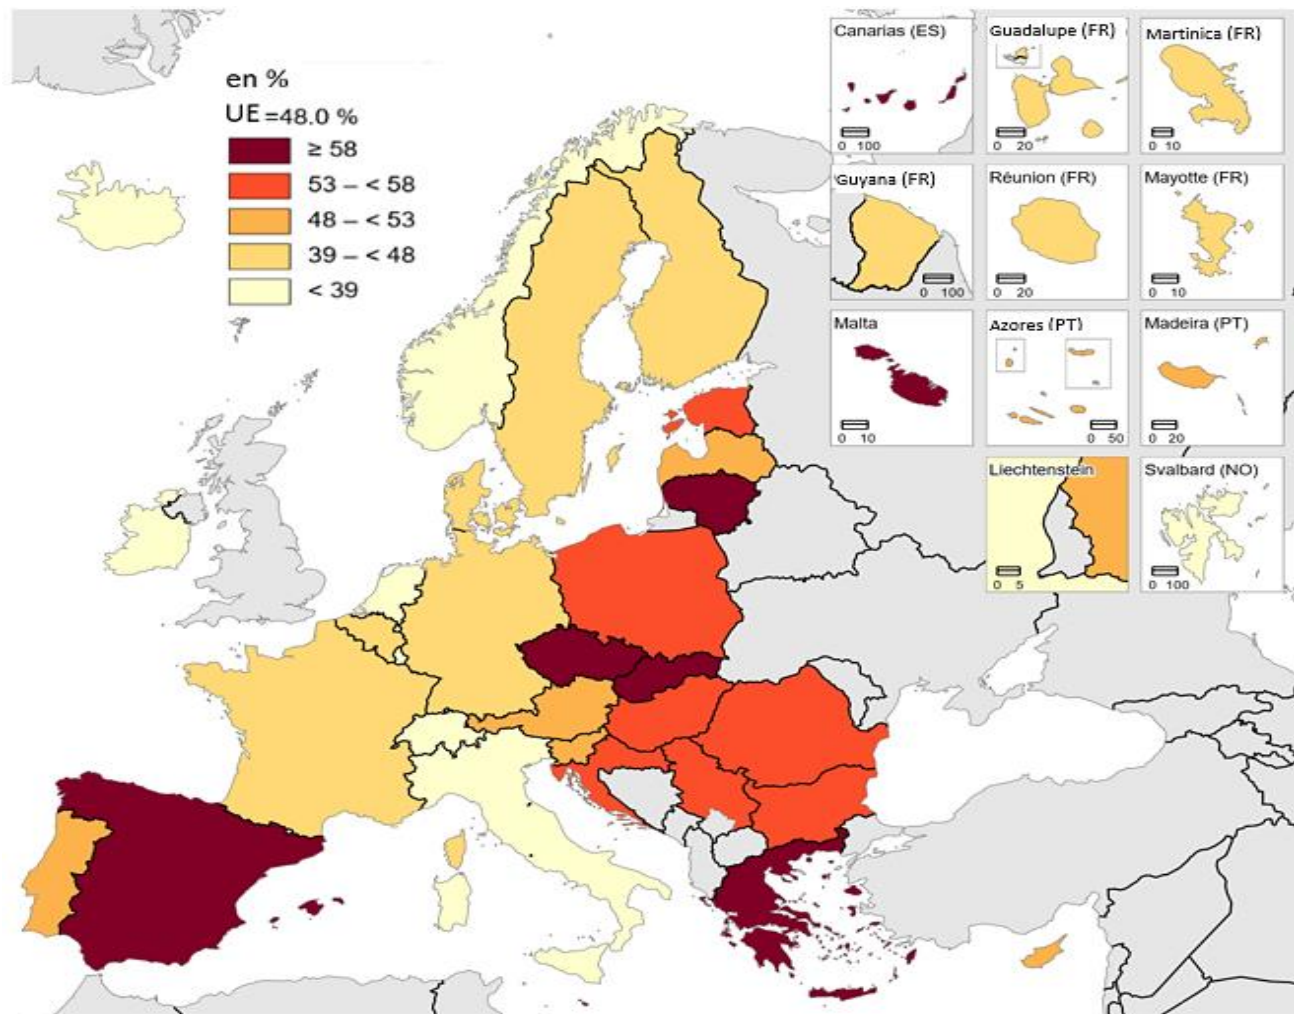 en %
UE =48.0 %
≥ 58
53 – < 58
48 – < 53
39 – < 48
< 39
Canarias (ES)
0 100
Guadalupe (FR)
0 20
Martinica (FR)
0 10
Guyana (FR)
0 100
Réunion (FR)
0 20
Mayotte (FR)
0 10
Malta
0 10
Azores (PT)
0 50
Madeira (PT)
0 20
Liechtenstein
0 5
Svalbard (NO)
0 100